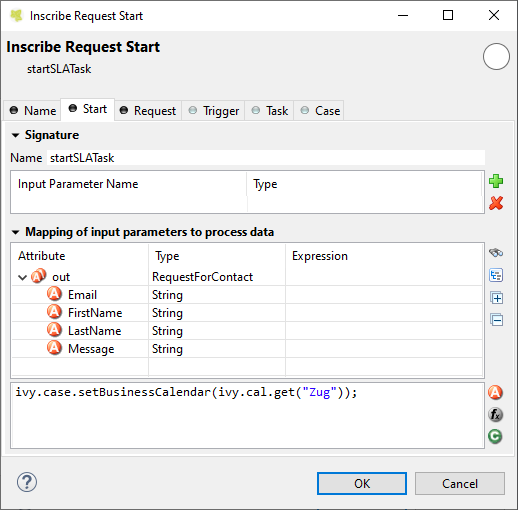 Inscribe Request Start
Inscribe Request Start
startSLATask
Name Start Request Trigger Task Case
Signature
Name startSLATask
Input Parameter Name Type
Mapping of input parameters to process data
Attribute Type Expression
out RequestForContact
Email String
FirstName String
LastName String
Message String
ivy.case.setBusinessCalendar(ivy.cal.get("Zug"));
OK Cancel